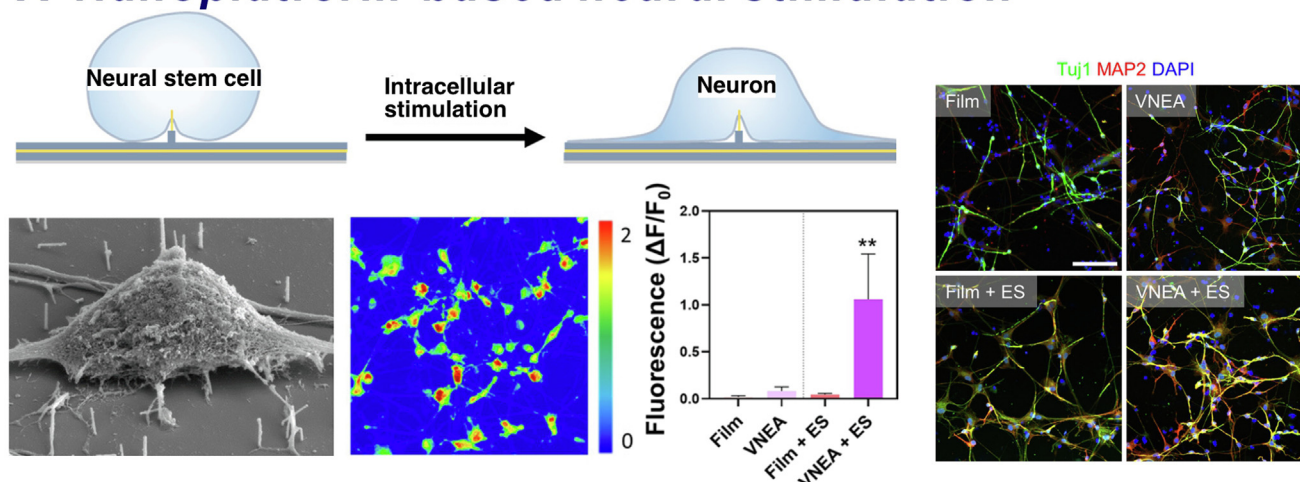 Neural stem cell
Intracellular
stimulation
Neuron
2
0
Fluorescence (ΔF/F0)
2.0
1.5
1.0
0.5
0.0
**
Film
VNEA
Film + ES
VNEA + ES
Tuj1 MAP2 DAPI
Film
VNEA
Film + ES
VNEA + ES